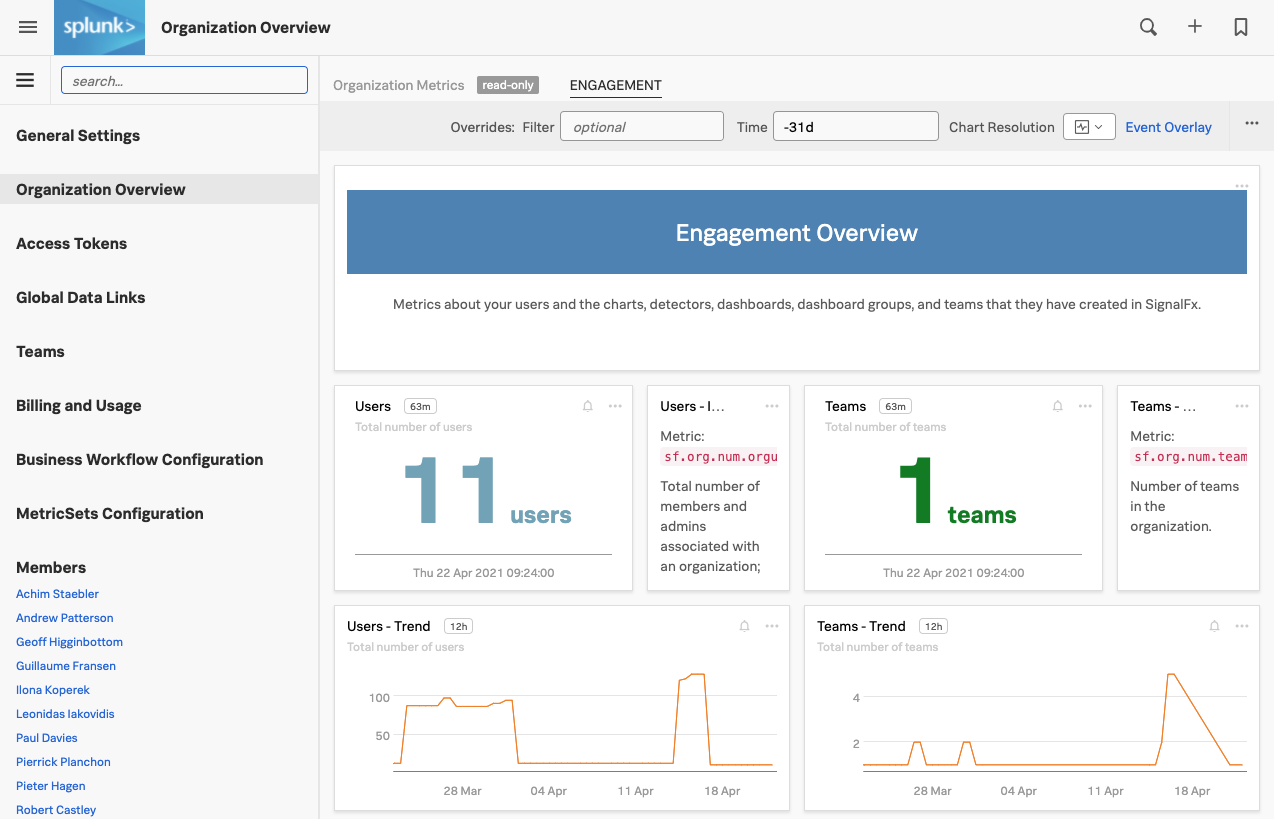 splunk>
Organization Overview
search...
General Settings
Organization Overview
Access Tokens
Global Data Links
Teams
Billing and Usage
Business Workflow Configuration
MetricSets Configuration
Members
Achim Staebler
Andrew Patterson
Geoff Higginbottom
Guillaume Fransen
Ilona Koperek
Leonidas Iakovidis
Paul Davies
Pierrick Planchon
Pieter Hagen
Robert Castley
Organization Metrics read-only ENGAGEMENT
Overrides: Filter optional Time -31d Chart Resolution Event Overlay
Engagement Overview
Metrics about your users and the charts, detectors, dashboards, dashboard groups, and teams that they have created in SignalFx.
Users 63m
Total number of users
11 users
Thu 22 Apr 2021 09:24:00
Users - I...
Metric:
sf.org.num.orgu
Total number of
members and
admins
associated with
an organization;
Teams 63m
Total number of teams
1 teams
Thu 22 Apr 2021 09:24:00
Teams - ...
Metric:
sf.org.num.team
Number of teams
in the
organization.
Users - Trend 12h
Total number of users
100
50
28 Mar 04 Apr 11 Apr 18 Apr
Teams - Trend 12h
Total number of teams
4
2
28 Mar 04 Apr 11 Apr 18 Apr